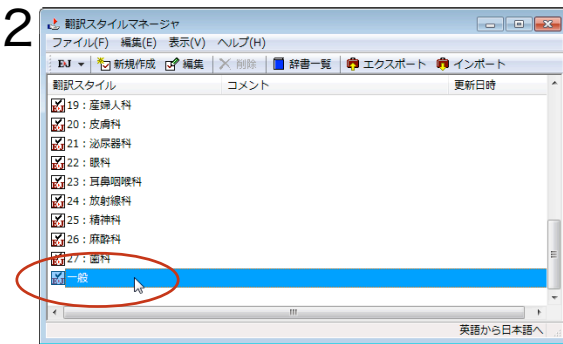 2
翻訳スタイルマネージャ
ファイル(F) 編集(E) 表示(V) ヘルプ(H)
EJ 新規作成 編集 削除 辞書一覧 エクスポート インポート
翻訳スタイル コメント 更新日時
19：産婦人科
20：皮膚科
21：泌尿器科
22：眼科
23：耳鼻咽喉科
24：放射線科
25：精神科
26：麻酔科
27：歯科
一般
英語から日本語へ